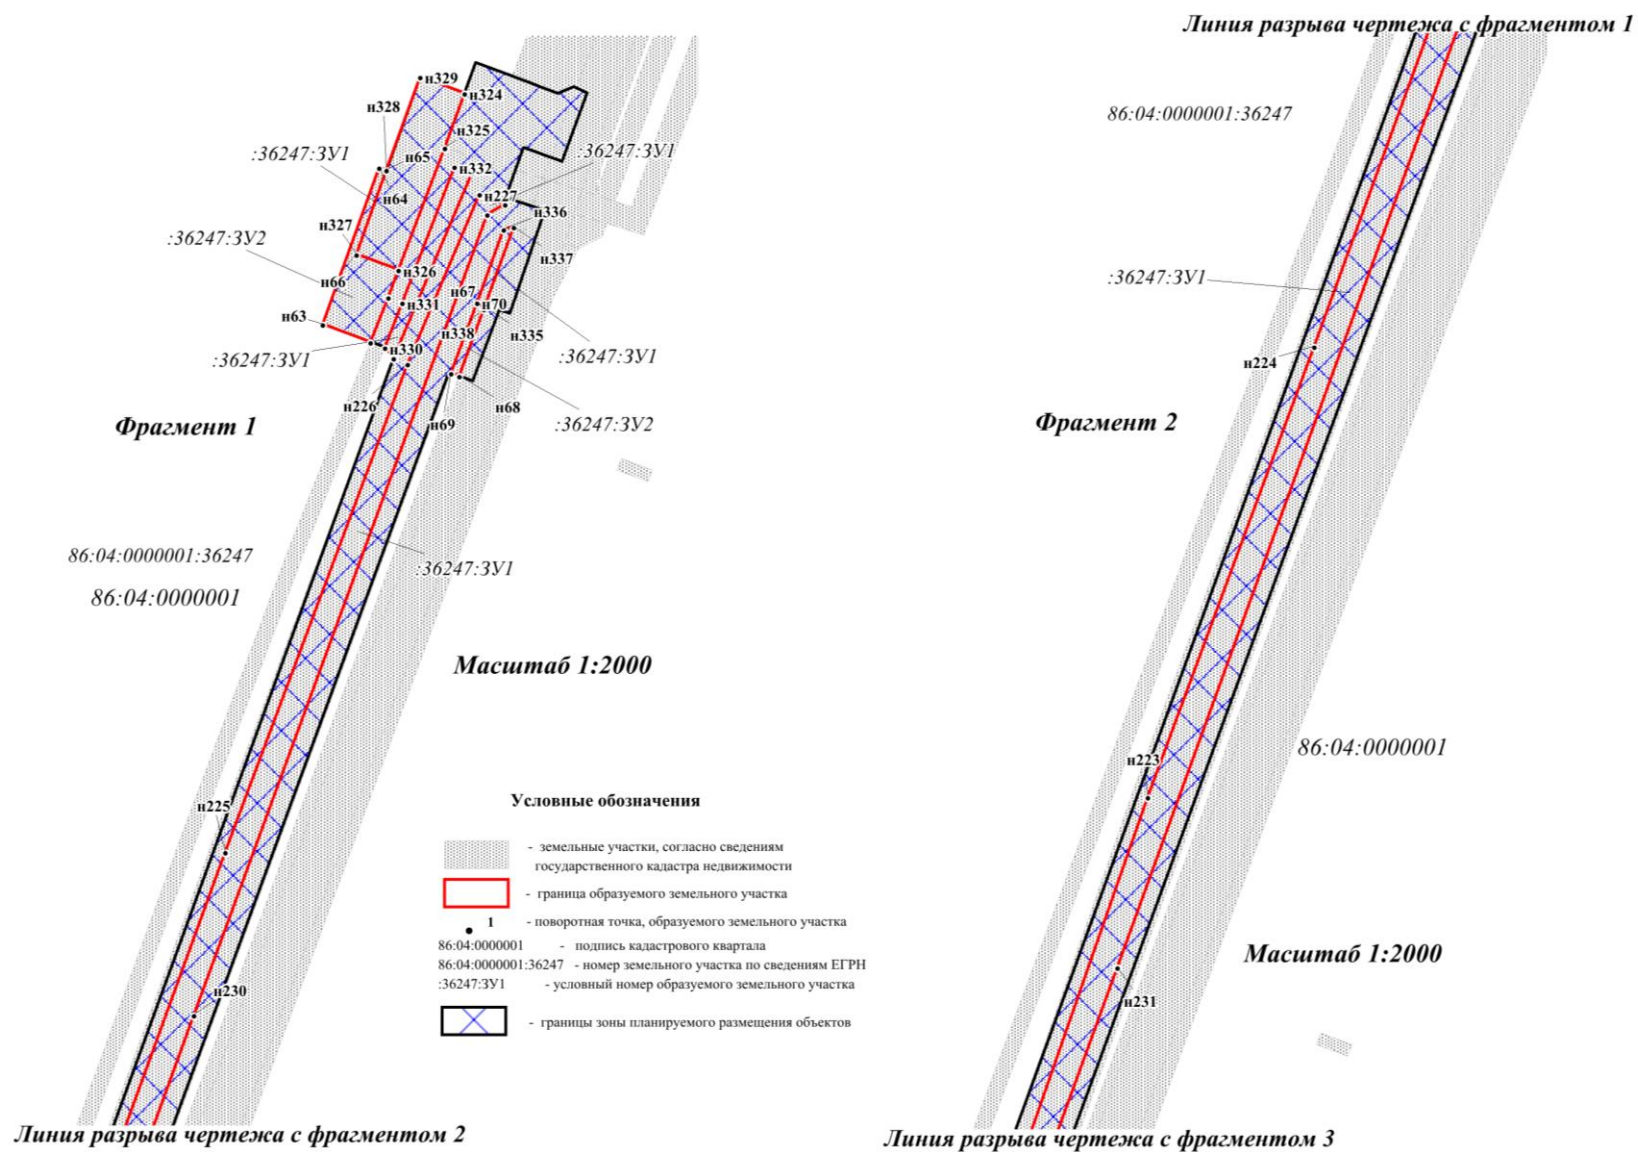 Линия разрыва чертежа с фрагментом 1
н329
н324
н328
н325
:36247:ЗУ1
н65
н332
:36247:ЗУ1
н64
н227
н336
н327
:36247:ЗУ2
н337
н326
н66
н67
н331
н70
н63
н338
н335
н330
:36247:ЗУ1
:36247:ЗУ1
н226
н68
н69
:36247:ЗУ2
Фрагмент 1
86:04:0000001:36247
:36247:ЗУ1
86:04:0000001
Масштаб 1:2000
н225
н230
Условные обозначения
- земельные участки, согласно сведениям
государственного кадастра недвижимости
- граница образуемого земельного участка
1 - поворотная точка, образуемого земельного участка
86:04:0000001 - подпись кадастрового квартала
86:04:0000001:36247 - номер земельного участка по сведениям ЕГРН
:36247:ЗУ1 - условный номер образуемого земельного участка
- границы зоны планируемого размещения объектов
Линия разрыва чертежа с фрагментом 2
86:04:0000001:36247
:36247:ЗУ1
н224
Фрагмент 2
н223
86:04:0000001
Масштаб 1:2000
н231
Линия разрыва чертежа с фрагментом 3